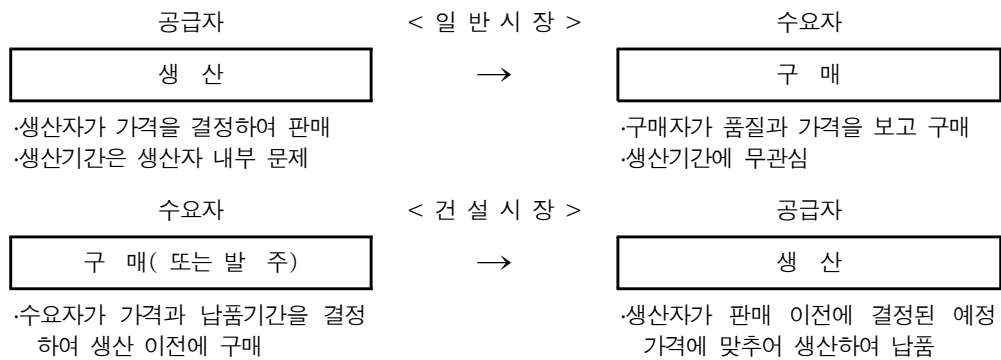 공급자 < 일 반 시 장 > 수요자
생 산 → 구 매
·생산자가 가격을 결정하여 판매 ·구매자가 품질과 가격을 보고 구매
·생산기간은 생산자 내부 문제 ·생산기간에 무관심
수요자 < 건 설 시 장 > 공급자
구 매( 또는 발 주) → 생 산
·수요자가 가격과 납품기간을 결정 ·생산자가 판매 이전에 결정된 예정
하여 생산 이전에 구매 가격에 맞추어 생산하여 납품